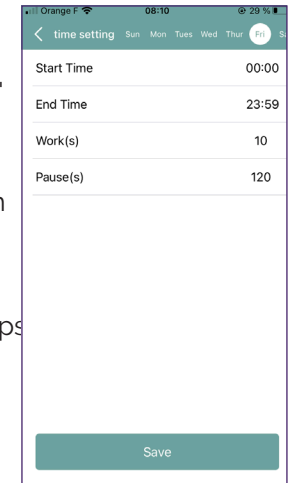 Orange F 08:10 29 %
time setting Sun Mon Tues Wed Thur Fri
Start Time 00:00
End Time 23:59
Work(s) 10
Pause(s) 120
ps
Save